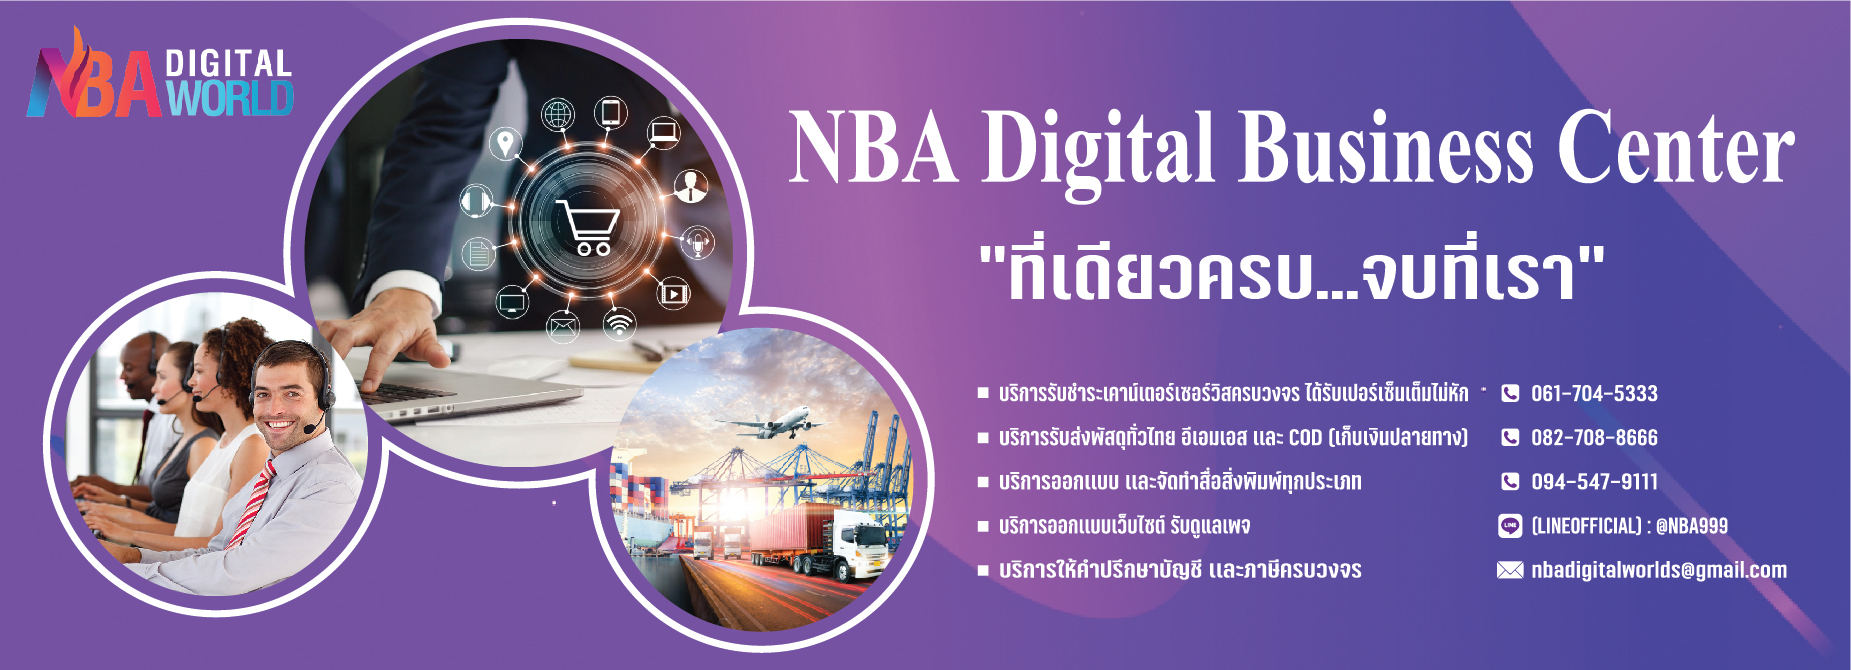 NBA DIGITAL
WORLD
NBA Digital Business Center
"ที่เดียวครบ...จบที่เรา"
บริการรับชำระเคาน์เตอร์เซอร์วิสครบวงจร ได้รับเปอร์เซ็นเต็มไม่หัก
061-704-5333
บริการรับส่งพัสดุทั่วไทย อีเอมเอส และ COD (เก็บเงินปลายทาง)
082-708-8666
บริการออกแบบ และจัดทำสื่อสิ่งพิมพ์ทุกประเภท
094-547-9111
บริการออกแบบเว็บไซต์ รับดูแลเพจ
LINE (LINEOFFICIAL) : @NBA999
บริการให้คำปรึกษาบัญชี และภาษีครบวงจร
nbadigitalworlds@gmail.com